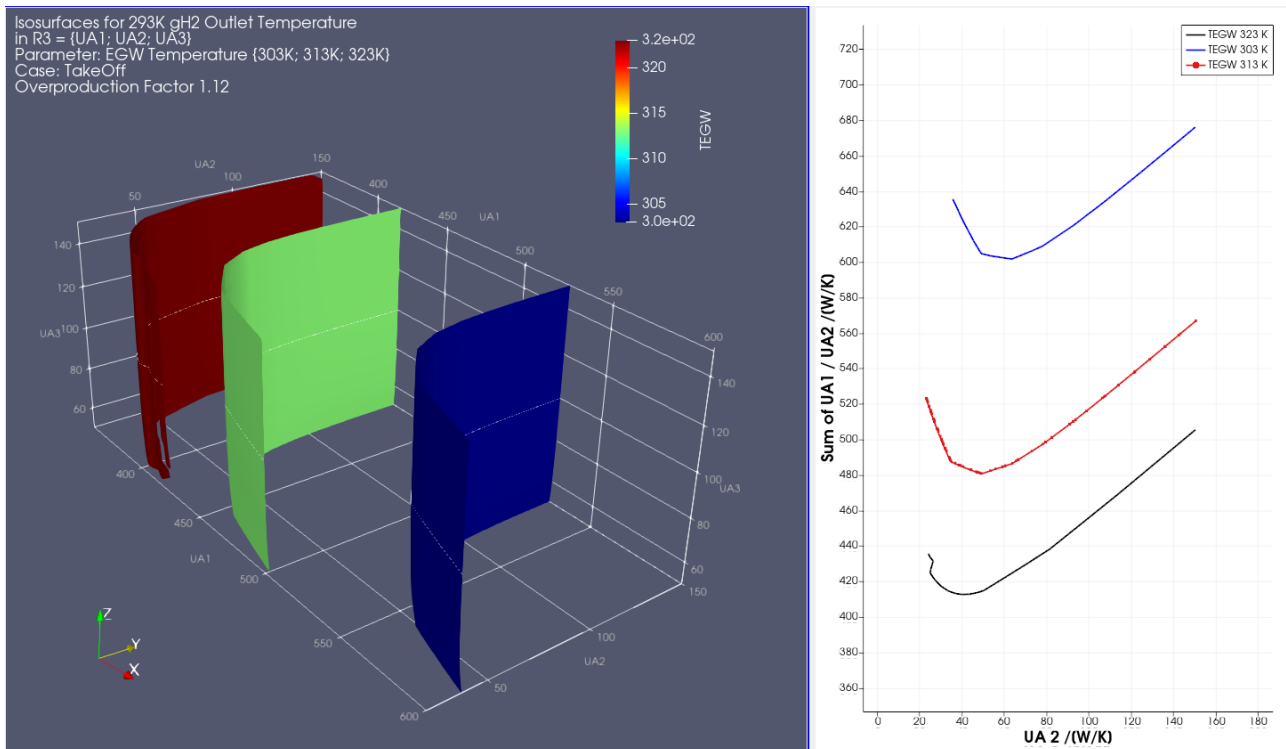 Isosurfaces for 293K gH2 Outlet Temperature
in R3 = {UA1; UA2; UA3}
Parameter: EGW Temperature {303K; 313K; 323K}
Case: TakeOff
Overproduction Factor 1.12
3.2e+02
320
315
310
305
3.0e+02
TEGW
UA2
50
100
150
400
450
UA1
500
550
600
140
120
100
UA3
80
60
140
120
100
UA3
80
60
150
400
450
UA1
500
550
600
50
UA2
100
Z
Y
X
TEGW 323 K
TEGW 303 K
TEGW 313 K
Sum of UA1 / UA2 /(W/K)
720
700
680
660
640
620
600
580
560
540
520
500
480
460
440
420
400
380
360
0
20
40
60
80
100
120
140
160
180
UA 2 /(W/K)